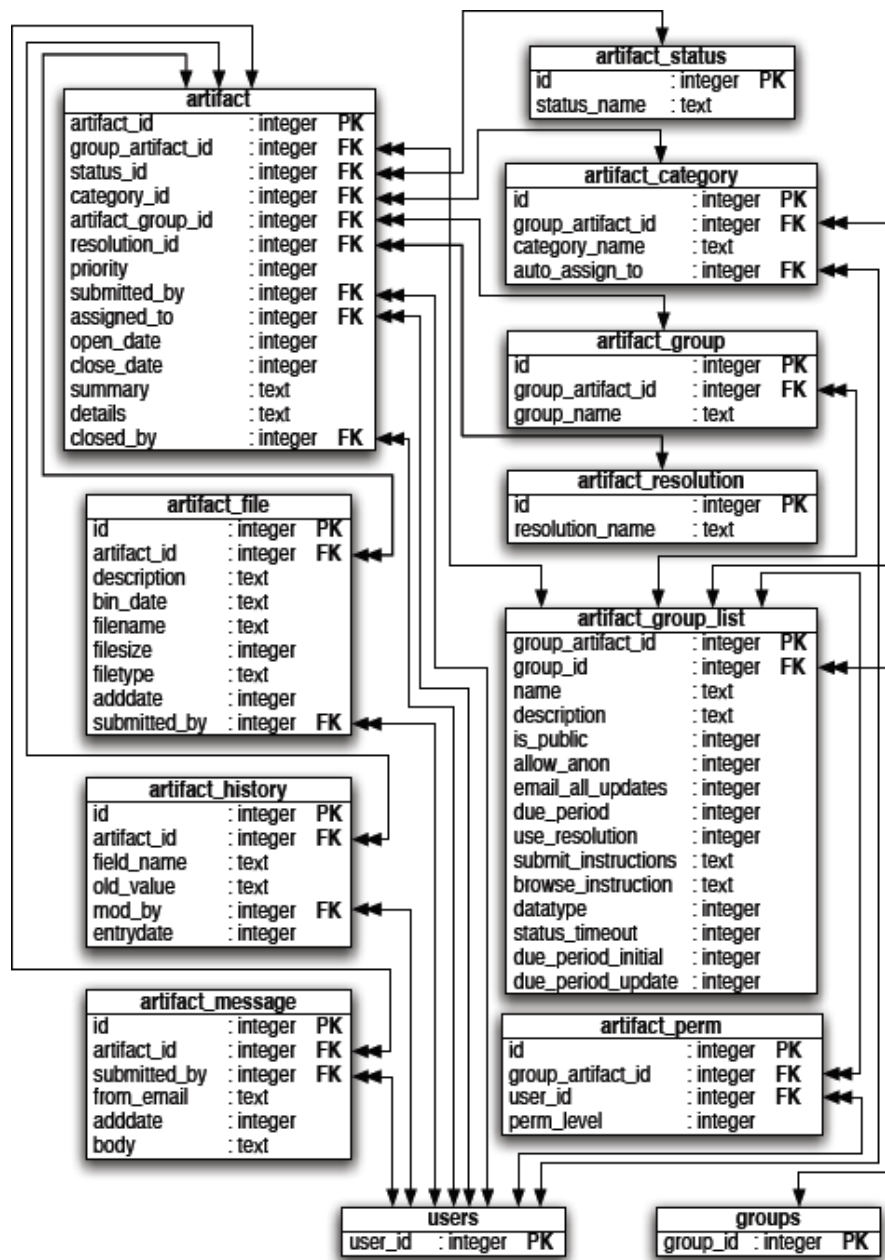 artifact
artifact_id : integer PK
group_artifact_id : integer FK
status_id : integer FK
category_id : integer FK
artifact_group_id : integer FK
resolution_id : integer FK
priority : integer
submitted_by : integer FK
assigned_to : integer FK
open_date : integer
close_date : integer
summary : text
details : text
closed_by : integer FK
artifact_file
id : integer PK
artifact_id : integer FK
description : text
bin_date : text
filename : text
filesize : integer
filetype : text
adddate : integer
submitted_by : integer FK
artifact_history
id : integer PK
artifact_id : integer FK
field_name : text
old_value : text
mod_by : integer FK
entrydate : integer
artifact_message
id : integer PK
artifact_id : integer FK
submitted_by : integer FK
from_email : text
adddate : integer
body : text
artifact_status
id : integer PK
status_name : text
artifact_category
id : integer PK
group_artifact_id : integer FK
category_name : text
auto_assign_to : integer FK
artifact_group
id : integer PK
group_artifact_id : integer FK
group_name : text
artifact_resolution
id : integer PK
resolution_name : text
artifact_group_list
group_artifact_id : integer PK
group_id : integer FK
name : text
description : text
is_public : integer
allow_anon : integer
email_all_updates : integer
due_period : integer
use_resolution : integer
submit_instructions : text
browse_instruction : text
datatype : integer
status_timeout : integer
due_period_initial : integer
due_period_update : integer
artifact_perm
id : integer PK
group_artifact_id : integer FK
user_id : integer FK
perm_level : integer
users
user_id : integer PK
groups
group_id : integer PK